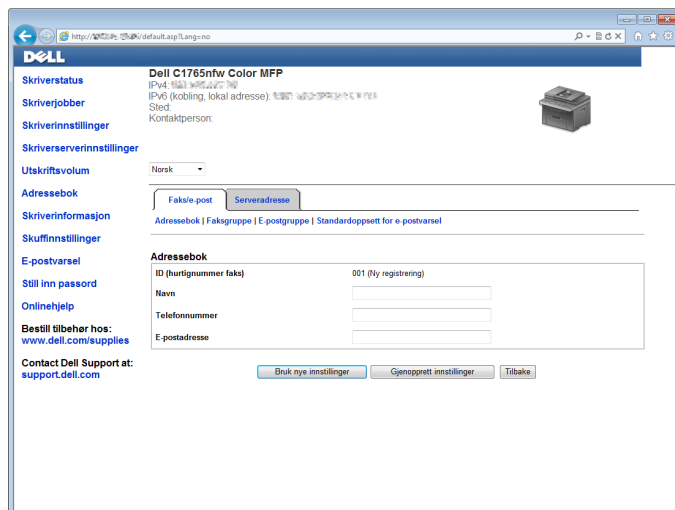 http:// /default.asp?Lang=no
DELL
Skriverstatus
Skriverjobber
Skriverinnstillinger
Skriverserverinnstillinger
Utskriftsvolum
Adressebok
Skriverinformasjon
Skuffinnstillinger
E-postvarsel
Still inn passord
Onlinehjelp
Bestill tilbehør hos:
www.dell.com/supplies
Contact Dell Support at:
support.dell.com
Dell C1765nfw Color MFP
IPv4:
IPv6 (kobling, lokal adresse):
Sted:
Kontaktperson:
Norsk
Faks/e-post Serveradresse
Adressebok | Faksgruppe | E-postgruppe | Standardoppsett for e-postvarsel
Adressebok
ID (hurtignummer faks) 001 (Ny registrering)
Navn
Telefonnummer
E-postadresse
Bruk nye innstillinger Gjenopprett innstillinger Tilbake